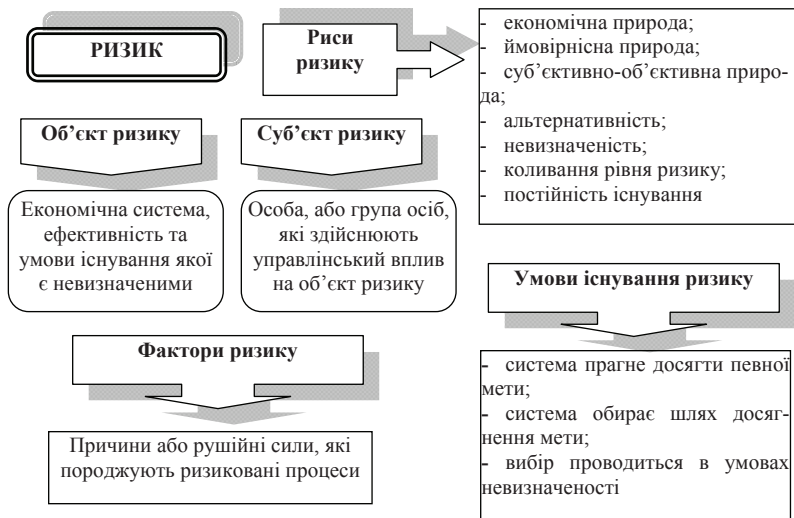 РИЗИК
Риси
ризику
- економічна природа;
- ймовірнісна природа;
- суб’єктивно-об’єктивна приро-
да;
- альтернативність;
- невизначеність;
- коливання рівня ризику;
- постійність існування
Об’єкт ризику
Економічна система,
ефективність та
умови існування якої
є невизначеними
Суб’єкт ризику
Особа, або група осіб,
які здійснюють
управлінський вплив
на об’єкт ризику
Умови існування ризику
- система прагне досягти певної
мети;
- система обирає шлях досяг-
нення мети;
- вибір проводиться в умовах
невизначеності
Фактори ризику
Причини або рушійні сили, які
породжують ризиковані процеси